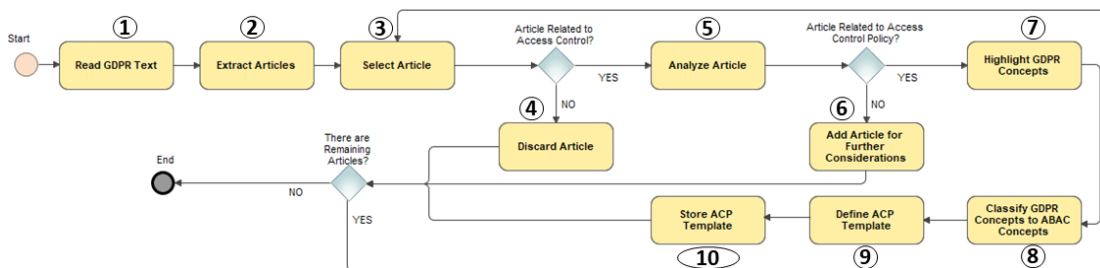 1
2
3
5
7
Start
Article Related to
Access Control?
Article Related to Access
Control Policy?
Read GDPR Text
Extract Articles
Select Article
YES
Analyze Article
YES
Highlight GDPR
Concepts
NO
NO
4
6
Discard Article
Add Article for
Further
Considerations
There are
Remaining
Articles?
End
NO
YES
Store ACP
Template
Define ACP
Template
Classify GDPR
Concepts to ABAC
Concepts
10
9
8